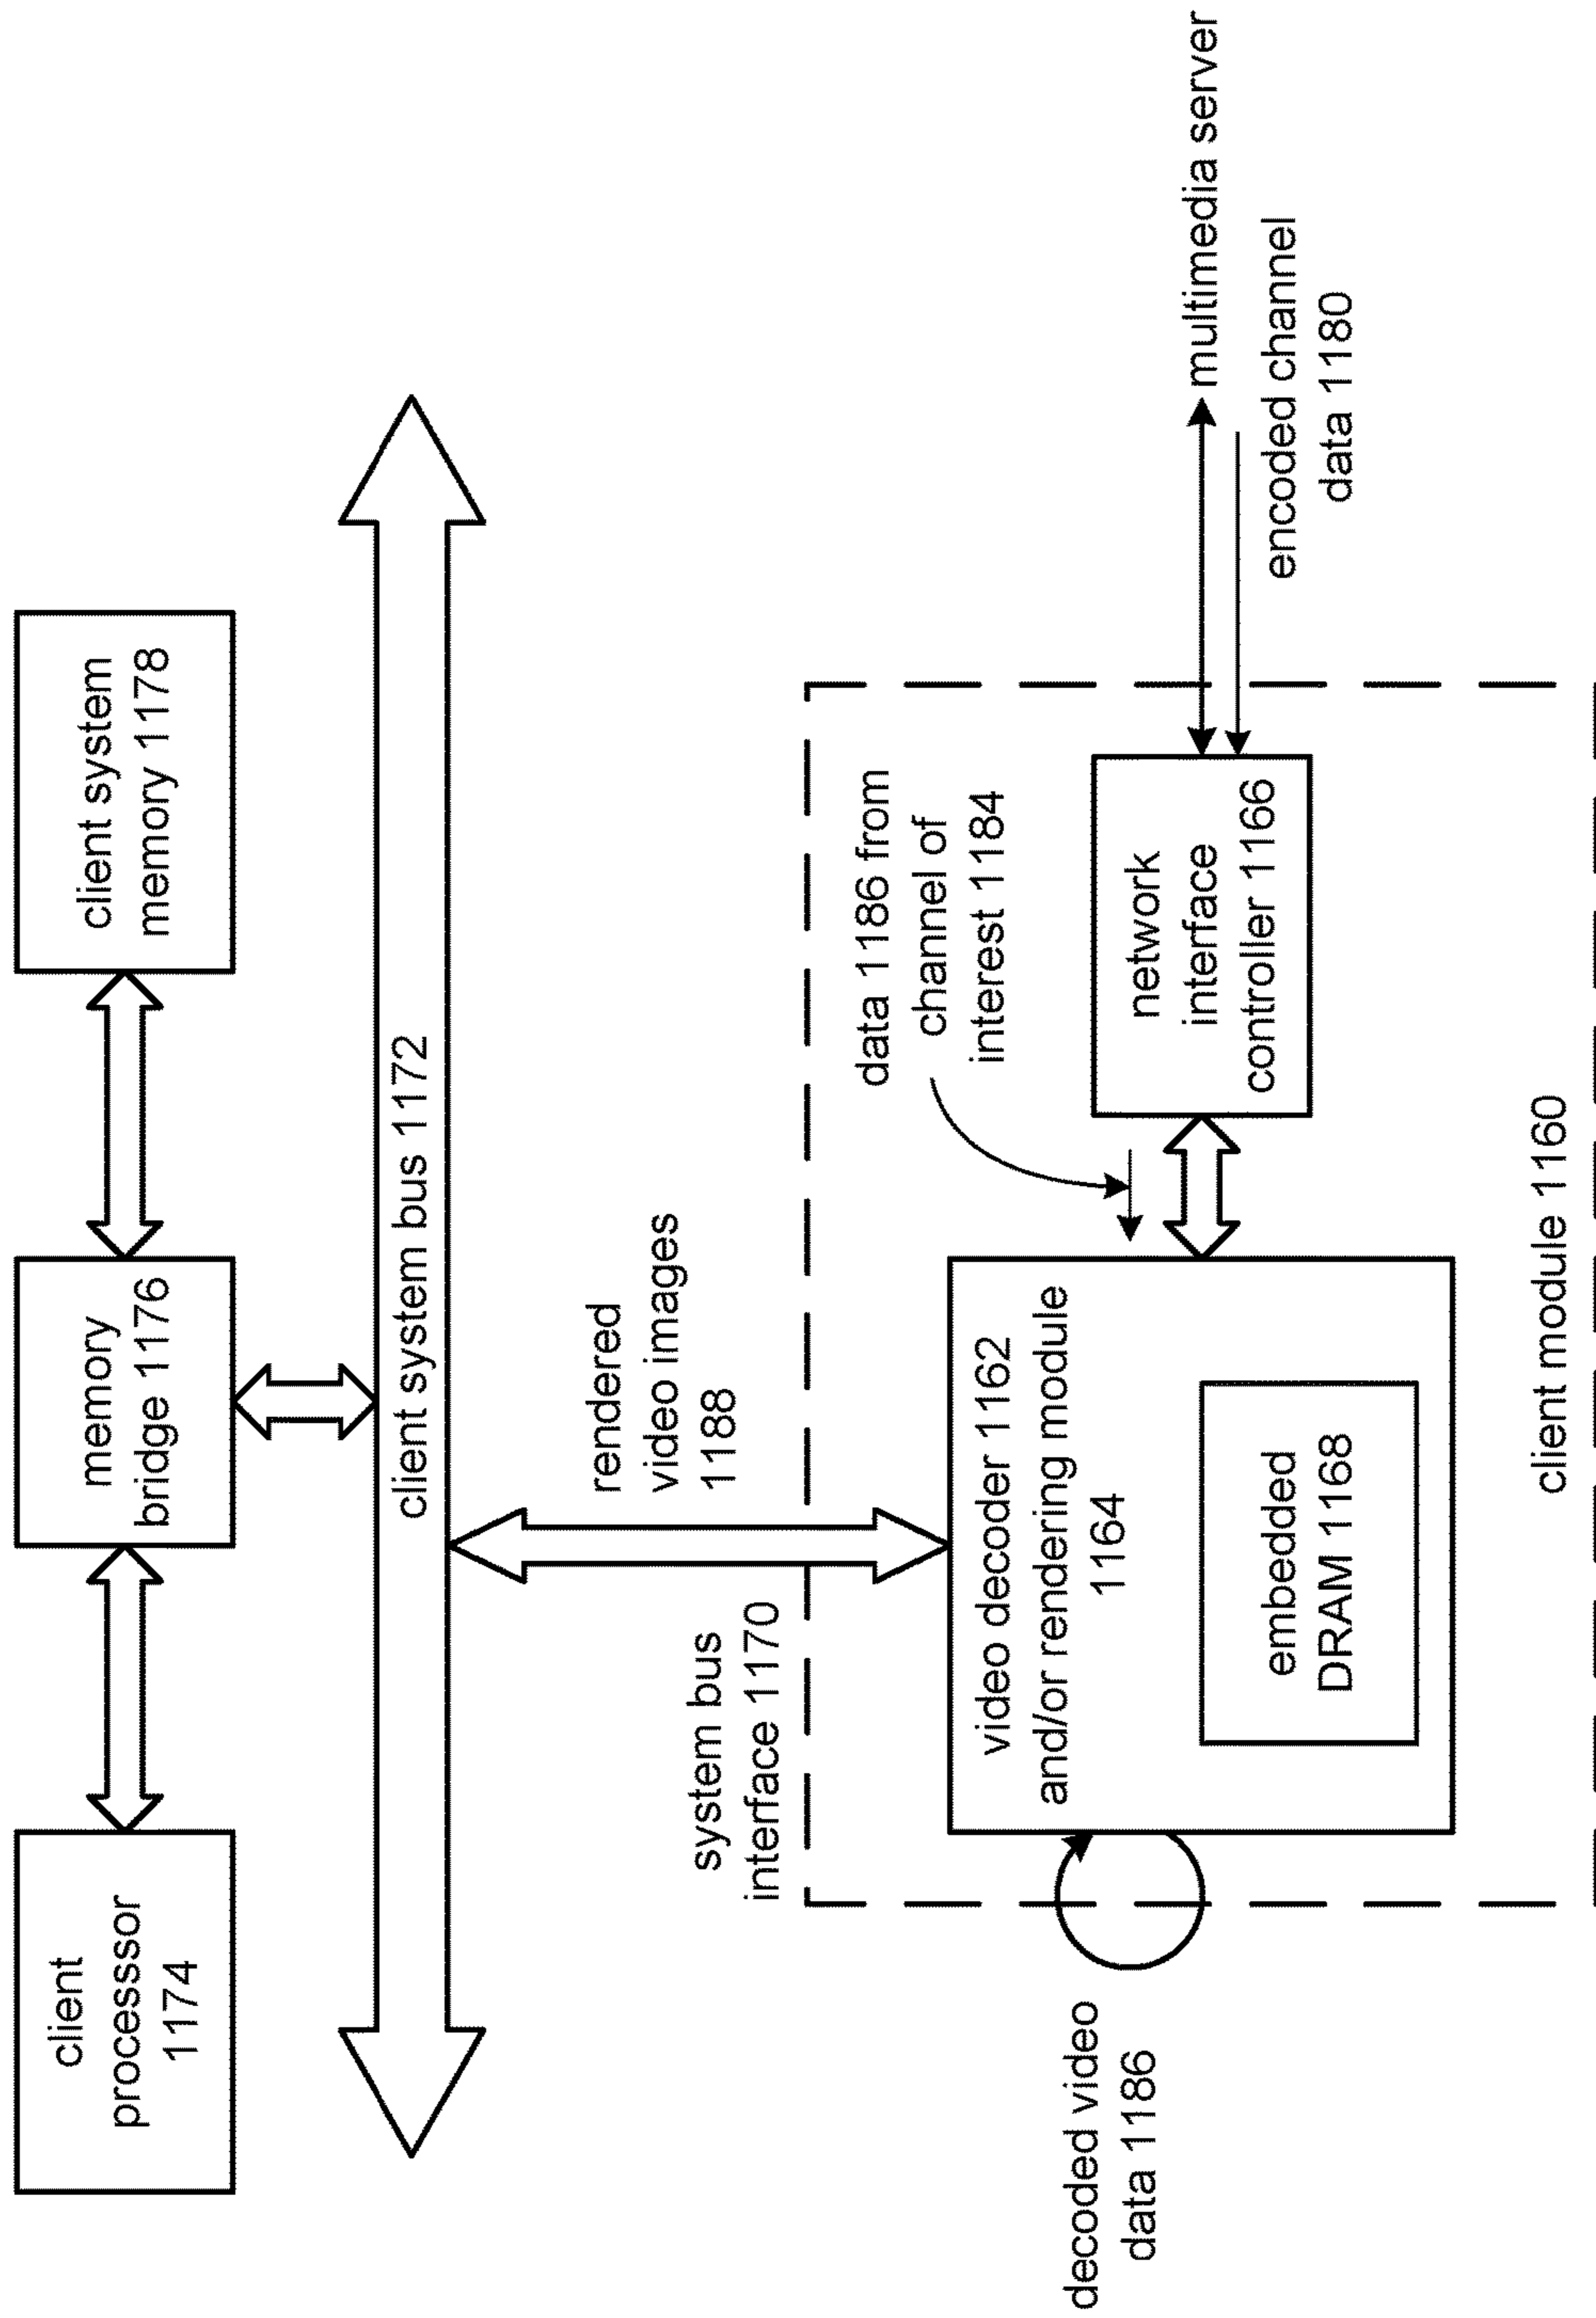 client
processsor
1174
memory
bridge 1176
client system
memory 1178
client system bus 1172
system bus
interface 1170
rendered
video images
1188
data 1186 from
channel of
interest 1184
video decoder 1162
and/or rendering module
1164
embedded
DRAM 1168
network
interface
controller 1166
multimedia server
encoded channel
data 1180
decoded video
data 1186
client module 1160